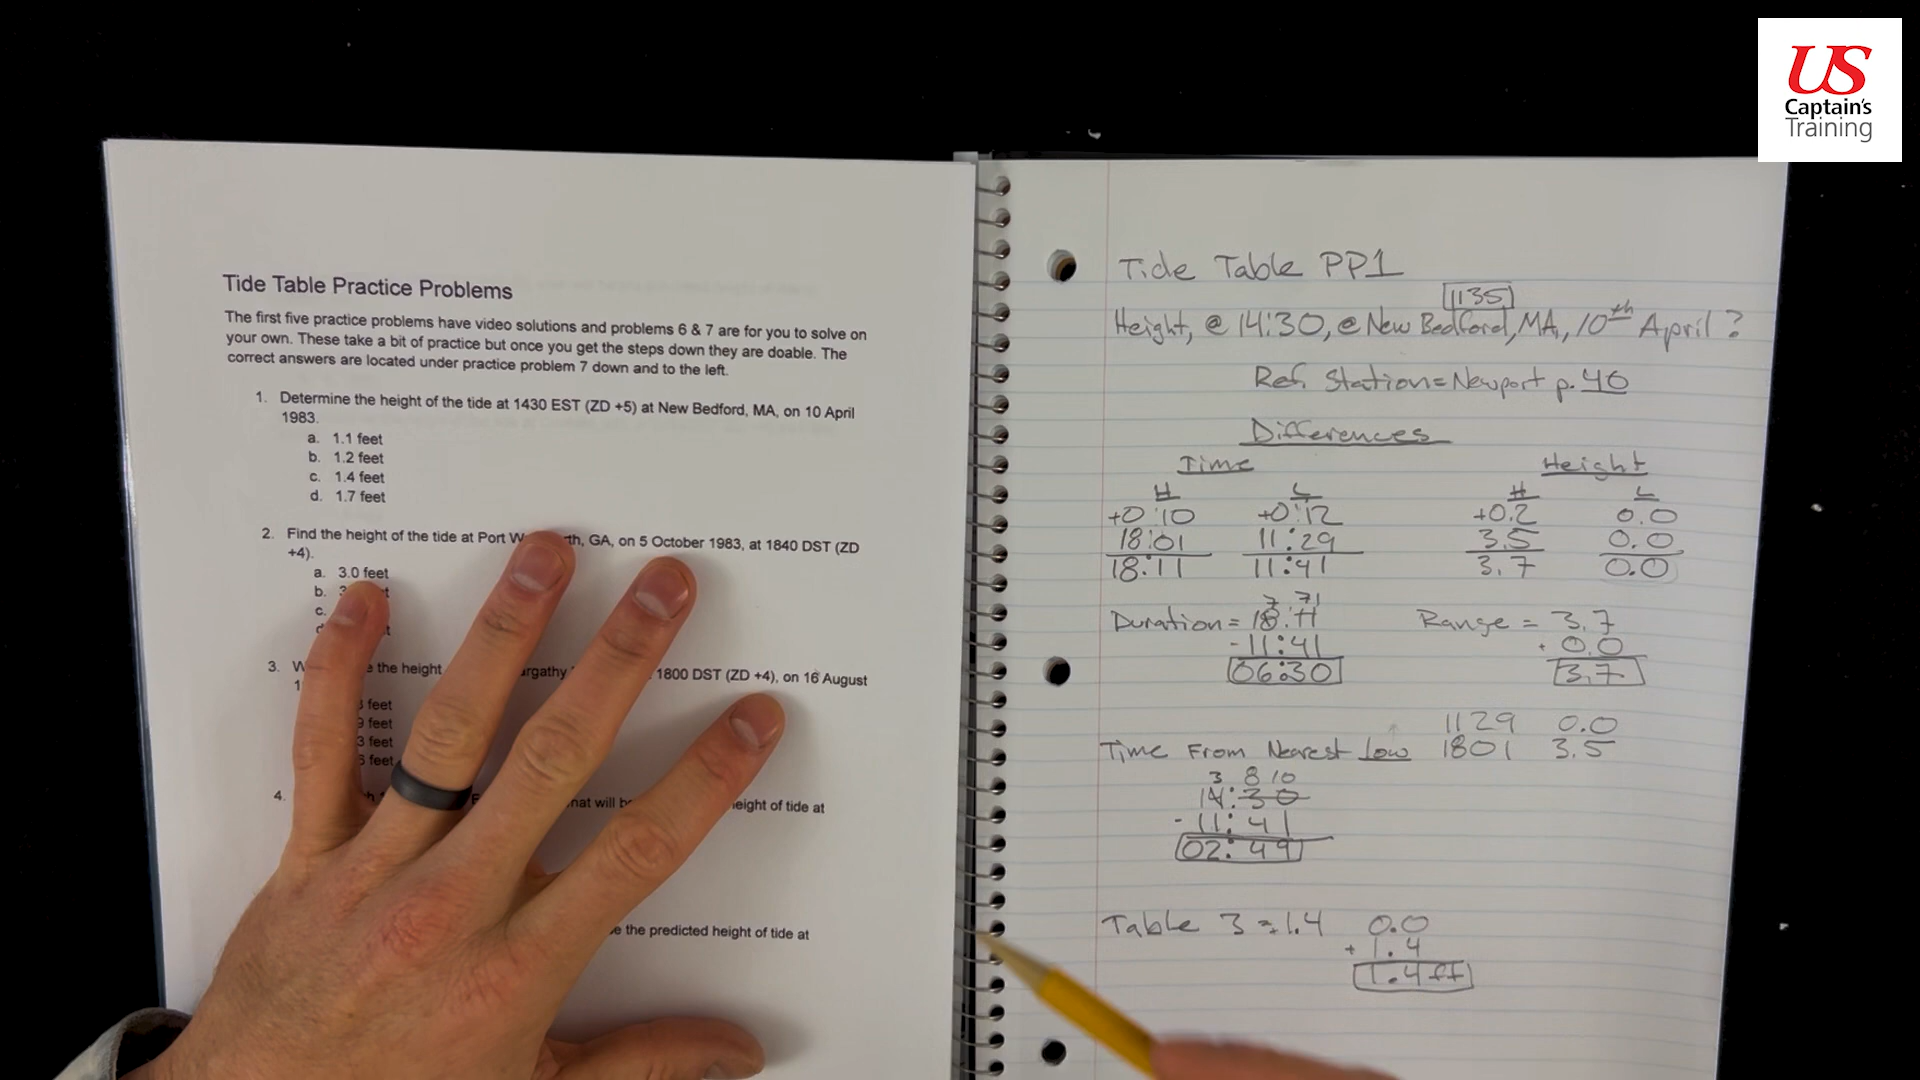 US
Captain's
Training
Tide Table Practice Problems
The first five practice problems have video solutions and problems 6 & 7 are for you to solve on
your own. These take a bit of practice but once you get the steps down they are doable. The
correct answers are located under practice problem 7 down and to the left.
1. Determine the height of the tide at 1430 EST (ZD +5) at New Bedford, MA, on 10 April
1983.
a. 1.1 feet
b. 1.2 feet
c. 1.4 feet
d. 1.7 feet
2. Find the height of the tide at Port GA, on 5 October 1983, at 1840 DST (ZD
+4).
a. 3.0 feet
b.
c.
3. the height 1800 DST (ZD +4), on 16 August
feet
feet
3 feet
feet
4. will height of tide at
the predicted height of tide at
Tide Table PP1
1135
Height, @ 14:30, @ New Bedford, MA, 10th April?
Ref. Station = Newport p. 40
Differences
Time Height
H L H L
+0:10 +0:12 +0.2 0.0
18:01 11:29 3.5 0.0
18:11 11:41 3.7 0.0
7 71
Duration = 18:11 Range = 3.7
- 11:41 + 0.0
06:30 3.7
1129 0.0
Time From Nearest Low 1801 3.5
3 8 10
14:30
- 11:41
02:49
Table 3 = 1.4 0.0
+ 1.4
1.4 ft